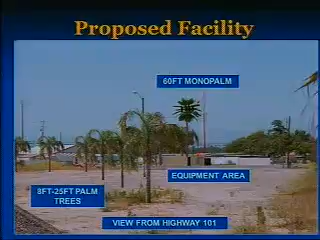 Proposed Facility
60FT MONOPALM
EQUIPMENT AREA
8FT-25FT PALM
TREES
VIEW FROM HIGHWAY 101